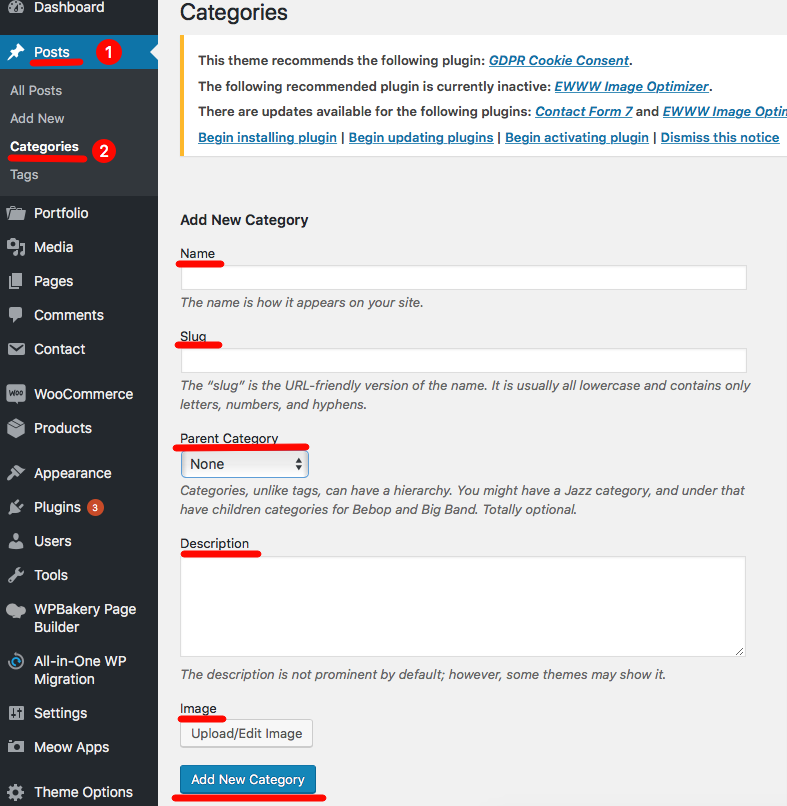 Dashboard
Posts
1
All Posts
Add New
Categories
2
Tags
Portfolio
Media
Pages
Comments
Contact
Woo
WooCommerce
Products
Appearance
Plugins 3
Users
Tools
WPBakery Page
Builder
All-in-One WP
Migration
Settings
Meow Apps
Theme Options
Categories
This theme recommends the following plugin: GDPR Cookie Consent.
The following recommended plugin is currently inactive: EWWW Image Optimizer.
There are updates available for the following plugins: Contact Form 7 and EWWW Image Optim
Begin installing plugin | Begin updating plugins | Begin activating plugin | Dismiss this notice
Add New Category
Name
The name is how it appears on your site.
Slug
The “slug” is the URL-friendly version of the name. It is usually all lowercase and contains only
letters, numbers, and hyphens.
Parent Category
None
Categories, unlike tags, can have a hierarchy. You might have a Jazz category, and under that
have children categories for Bebop and Big Band. Totally optional.
Description
The description is not prominent by default; however, some themes may show it.
Image
Upload/Edit Image
Add New Category